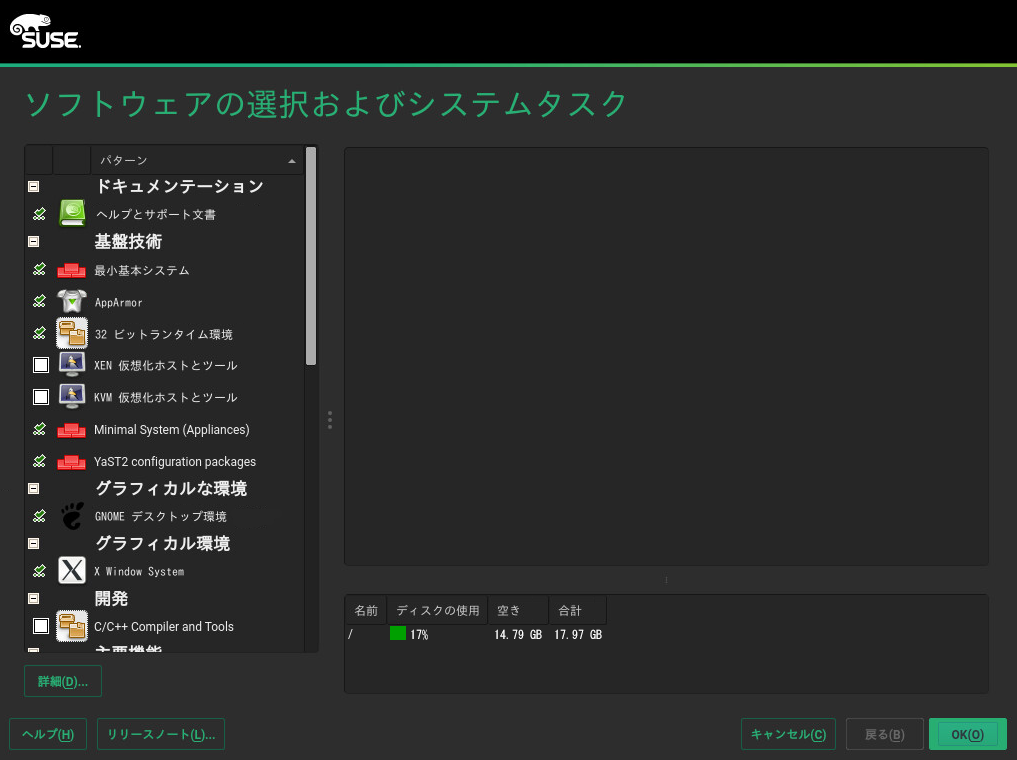 SUSE
ソフトウェアの選択およびシステムタスク
パターン
ドキュメンテーション
ヘルプとサポート文書
基盤技術
最小基本システム
AppArmor
32 ビットランタイム環境
XEN 仮想化ホストとツール
KVM 仮想化ホストとツール
Minimal System (Appliances)
YaST2 configuration packages
グラフィカルな環境
GNOME デスクトップ環境
グラフィカル環境
X Window System
開発
C/C++ Compiler and Tools
主要機能
名前 ディスクの使用 空き 合計
/ 17% 14.79 GB 17.97 GB
詳細(D)...
ヘルプ(H) リリースノート(L)... キャンセル(C) 戻る(B) OK(O)